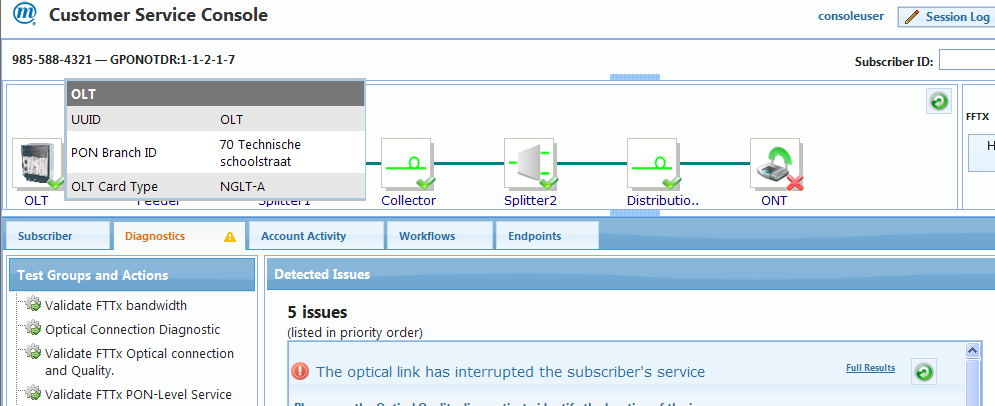 Customer Service Console
consoleuser
Session Log
985-588-4321 — GPONOTDR:1-1-2-1-7
Subscriber ID:
OLT
UUID OLT
PON Branch ID 70 Technische
schoolstraat
OLT Card Type NGLT-A
FFTX
H
OLT Feeder Splitter1 Collector Splitter2 Distributio.. ONT
Subscriber Diagnostics Account Activity Workflows Endpoints
Test Groups and Actions
Validate FTTx bandwidth
Optical Connection Diagnostic
Validate FTTx Optical connection
and Quality.
Validate FTTx PON-Level Service
Detected Issues
5 issues
(listed in priority order)
The optical link has interrupted the subscriber's service
Full Results